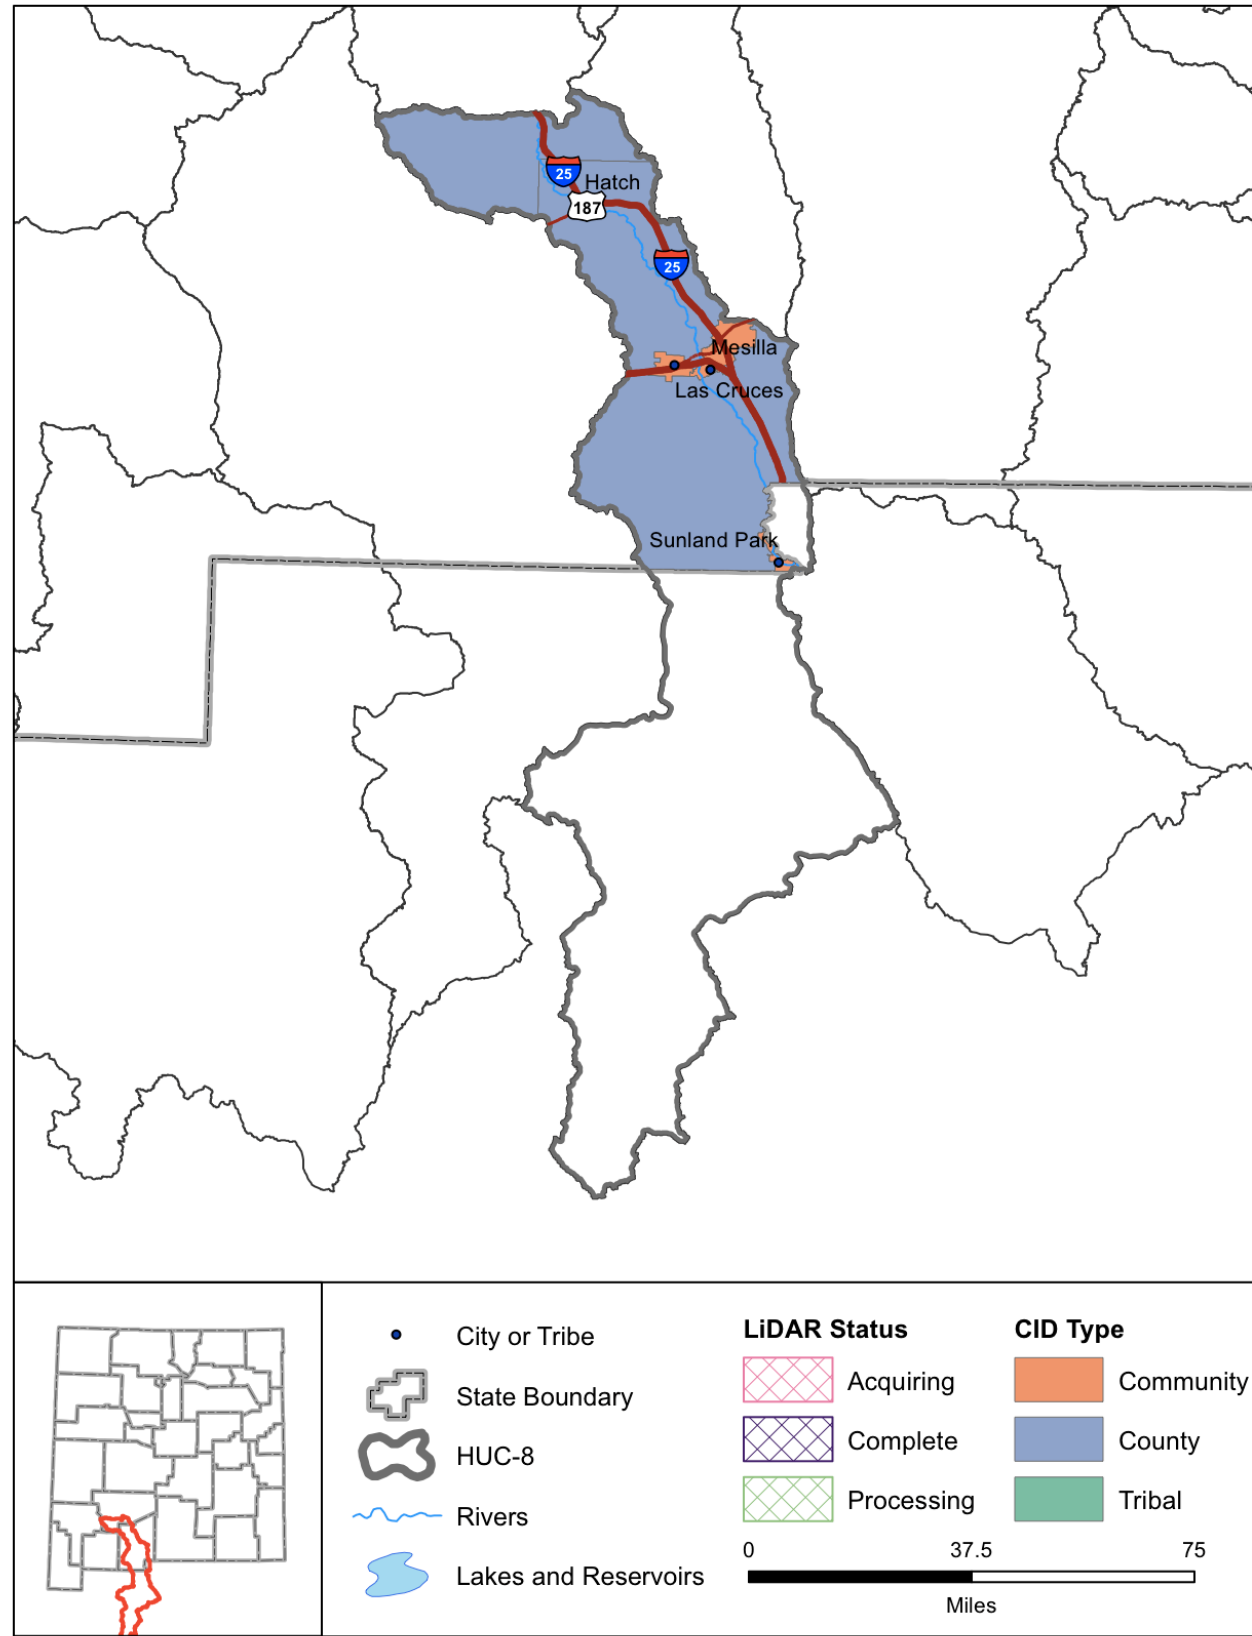 25
Hatch
187
25
Mesilla
Las Cruces
Sunland Park
City or Tribe
State Boundary
HUC-8
Rivers
Lakes and Reservoirs
LiDAR Status
Acquiring
Complete
Processing
CID Type
Community
County
Tribal
0 37.5 75
Miles